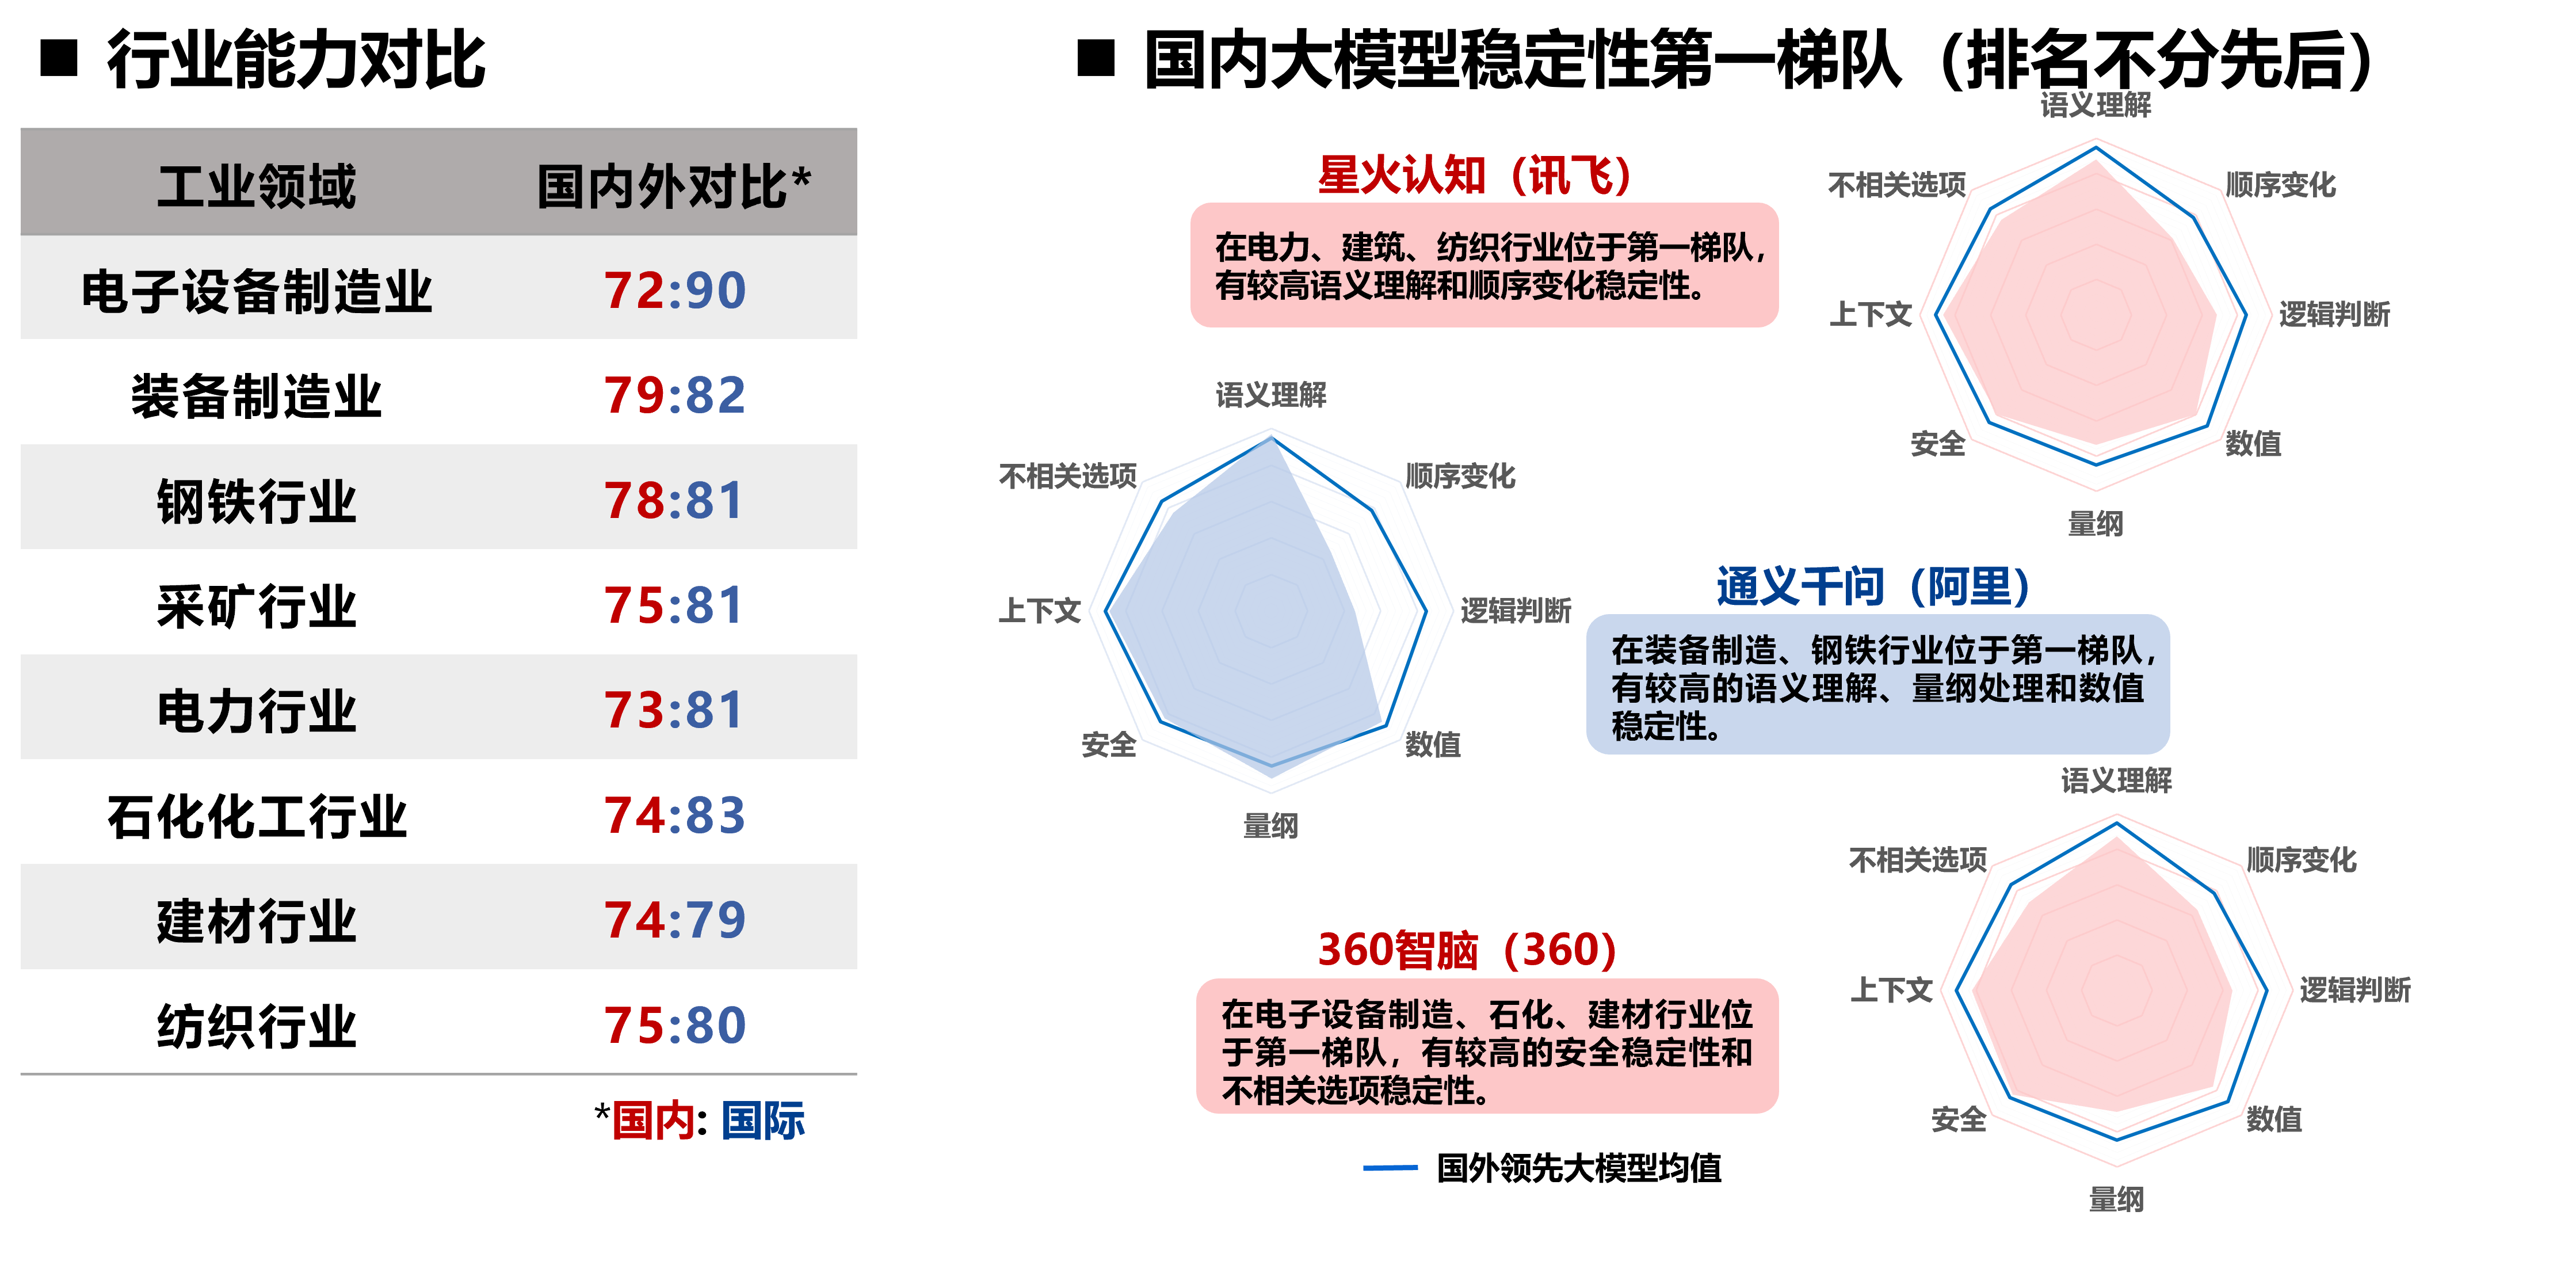 ■ 行业能力对比
工业领域 国内外对比*
电子设备制造业 72:90
装备制造业 79:82
钢铁行业 78:81
采矿行业 75:81
电力行业 73:81
石化化工行业 74:83
建材行业 74:79
纺织行业 75:80
*国内: 国际
■ 国内大模型稳定性第一梯队（排名不分先后）
星火认知（讯飞）
在电力、建筑、纺织行业位于第一梯队，
有较高语义理解和顺序变化稳定性。
语义理解
不相关选项 顺序变化
上下文 逻辑判断
安全 数值
量纲
语义理解
不相关选项 顺序变化
上下文 逻辑判断
安全 数值
量纲
通义千问（阿里）
在装备制造、钢铁行业位于第一梯队，
有较高的语义理解、量纲处理和数值
稳定性。
360智脑（360）
在电子设备制造、石化、建材行业位
于第一梯队，有较高的安全稳定性和
不相关选项稳定性。
语义理解
不相关选项 顺序变化
上下文 逻辑判断
安全 数值
量纲
国外领先大模型均值